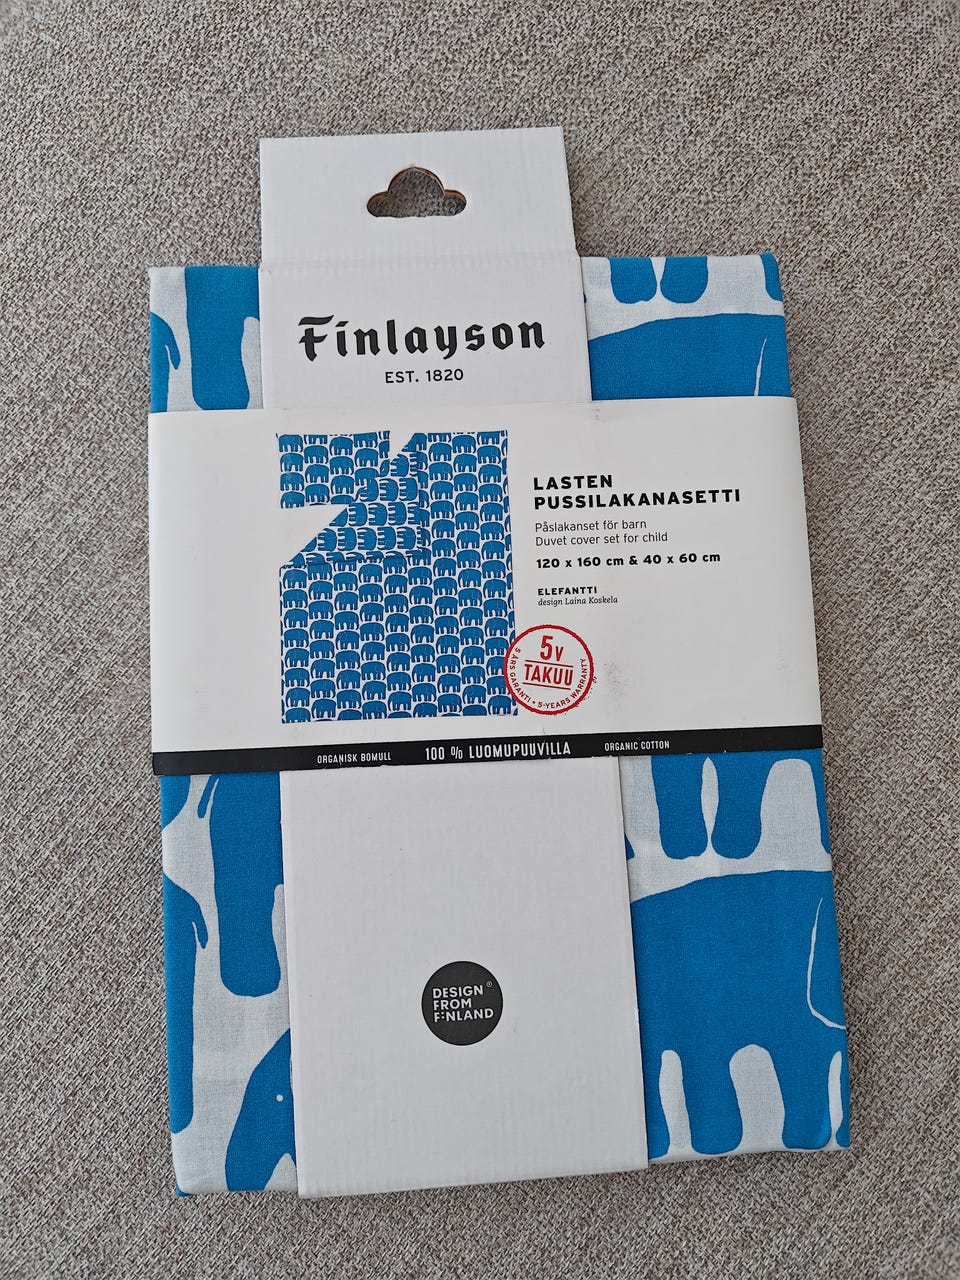 Finlayson
EST. 1820
LASTEN
PUSSILAKANASETTI
Påslakanset för barn
Duvet cover set for child
120 x 160 cm & 40 x 60 cm
ELEFANTTI
design Laina Koskela
5v
TAKUU
5 ÅRS GARANTI • 5-YEARS WARRANTY •
ORGANISK BOMULL 100 % LUOMUPUUVILLA ORGANIC COTTON
DESIGN ®
FROM
FINLAND